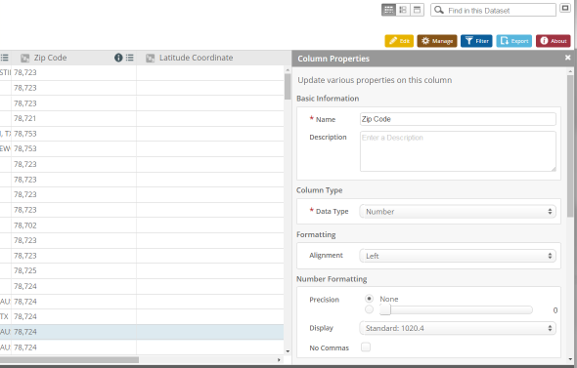 Find in this Dataset
Edit Manage Filter Export About
Zip Code Latitude Coordinate
STI 78,723
78,723
78,723
78,721
, TX 78,753
EW 78,753
78,723
78,723
78,723
78,723
78,702
78,723
78,723
78,725
78,724
AU 78,724
TX 78,724
AU 78,724
AU 78,724
Column Properties
Update various properties on this column
Basic Information
* Name Zip Code
Description Enter a Description
Column Type
* Data Type Number
Formatting
Alignment Left
Number Formatting
Precision None
0
Display Standard: 1020.4
No Commas